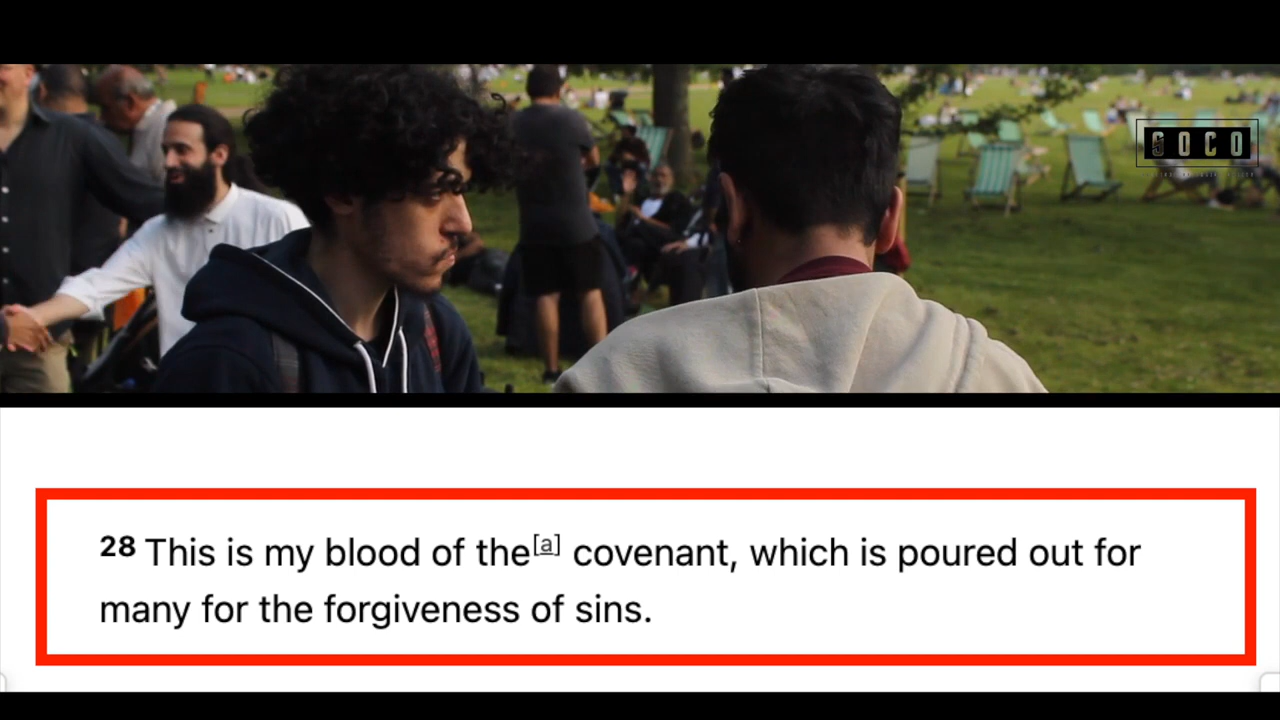 SOCO
28 This is my blood of the[a] covenant, which is poured out for
many for the forgiveness of sins.